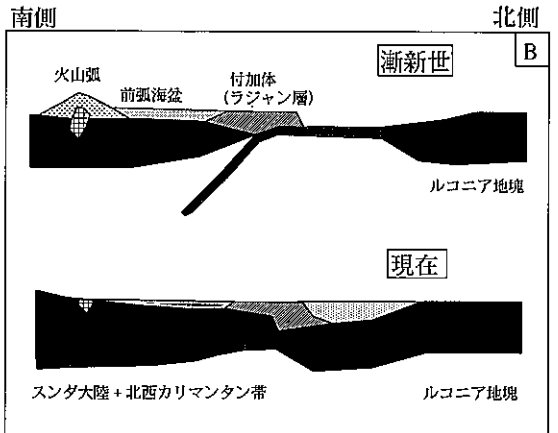 南側
北側
B
漸新世
火山弧
前弧海盆
付加体
(ラジャン層)
ルコニア地塊
現在
スンダ大陸+北西カリマンタン帯
ルコニア地塊